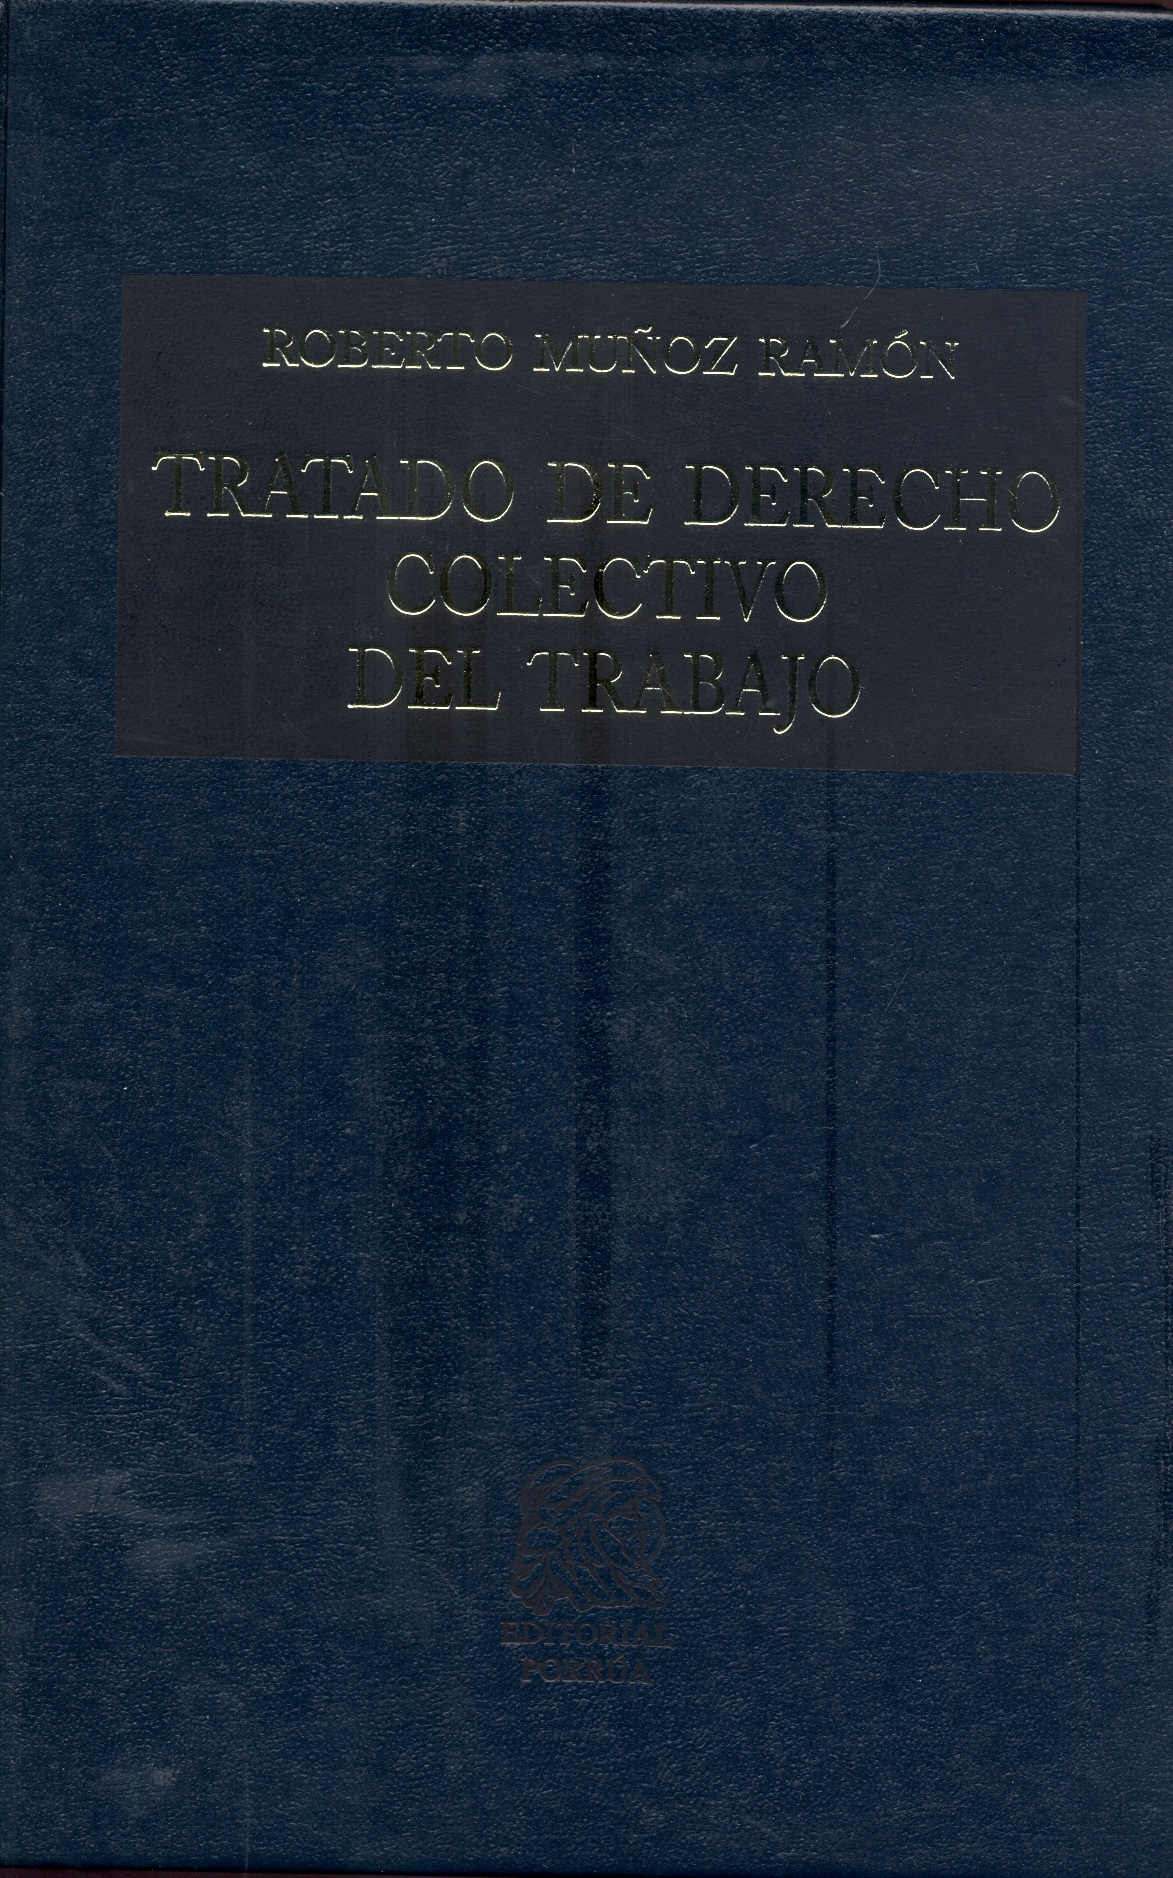 ROBERTO MUÑOZ RAMÓN
TRATADO DE DERECHO
COLECTIVO
DEL TRABAJO
EDITORIAL
PORRÚA